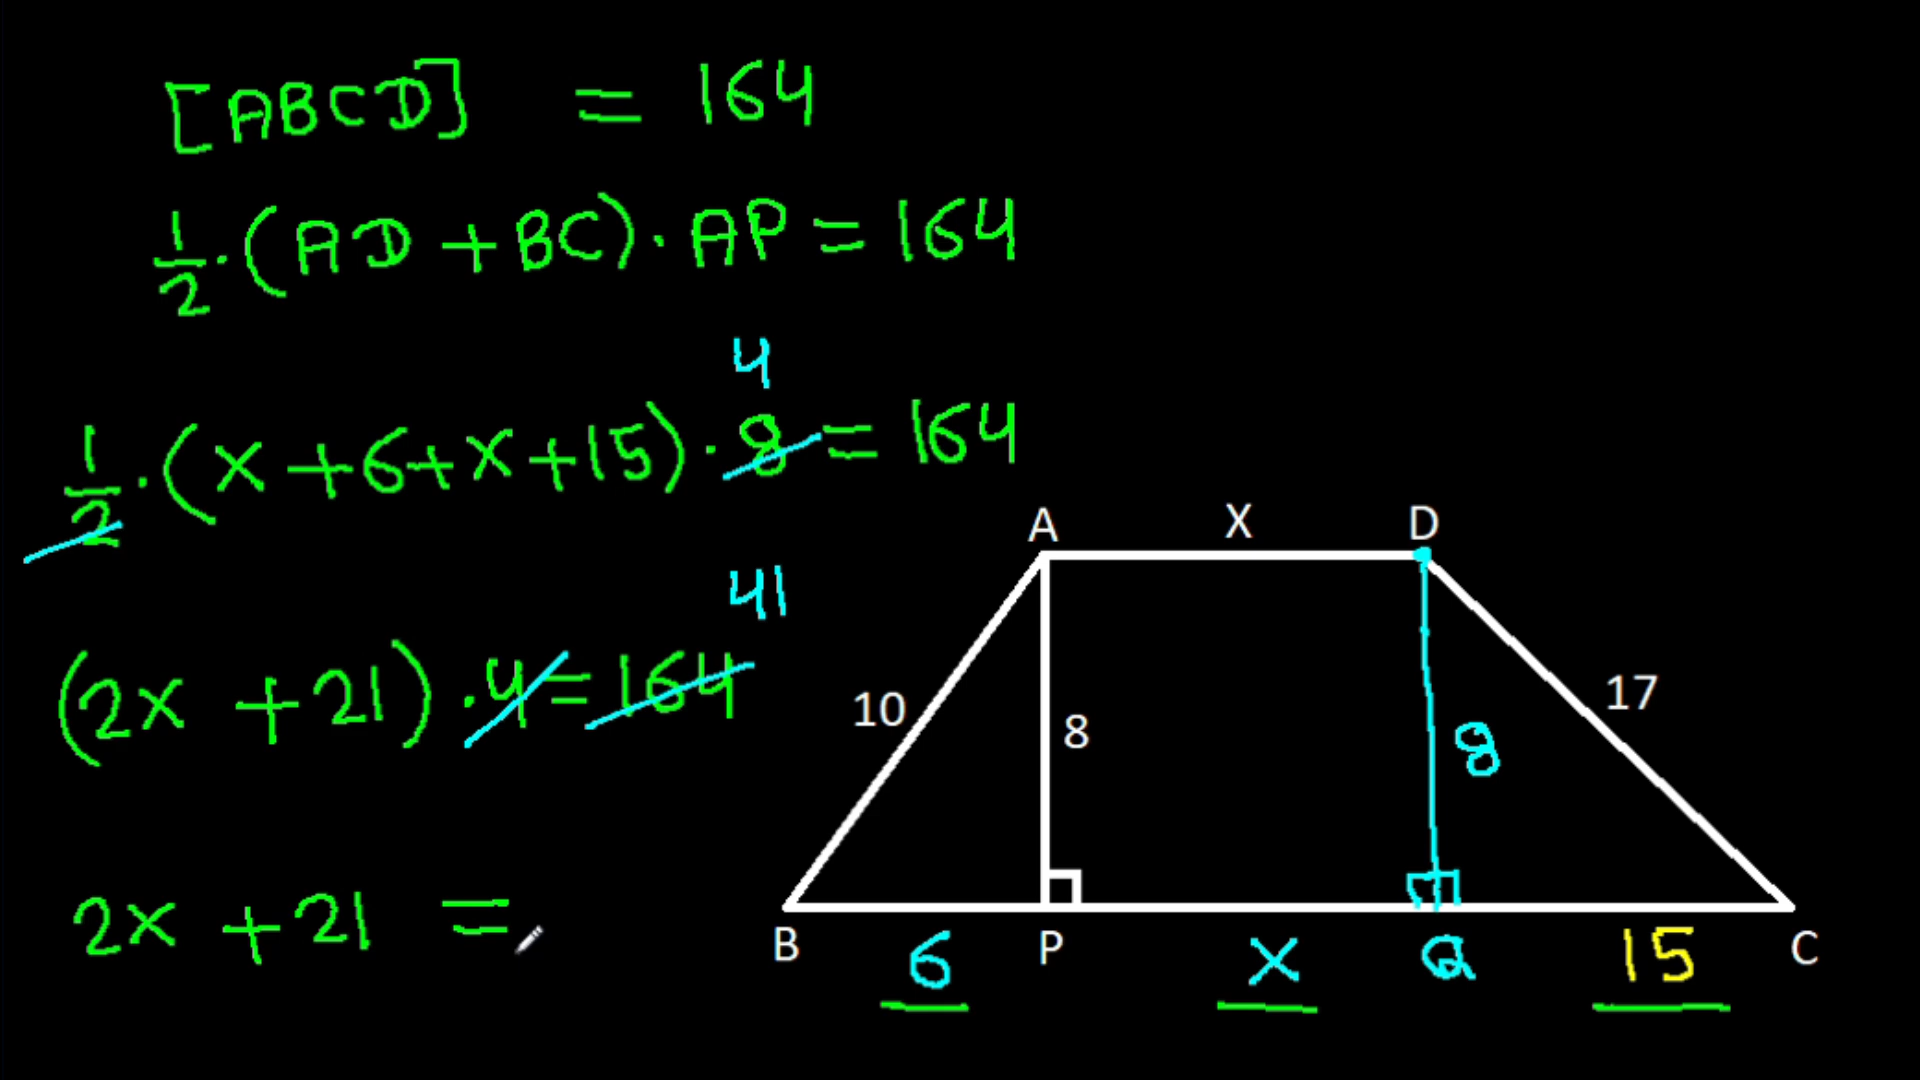 [ABCD] = 164
1/2 · (AD + BC) · AP = 164
4
1/2 · (x + 6 + x + 15) · 8 = 164
A X D
41
(2x + 21) · 4 = 164
10 8 8 17
2x + 21 =
B 6 P x Q 15 C